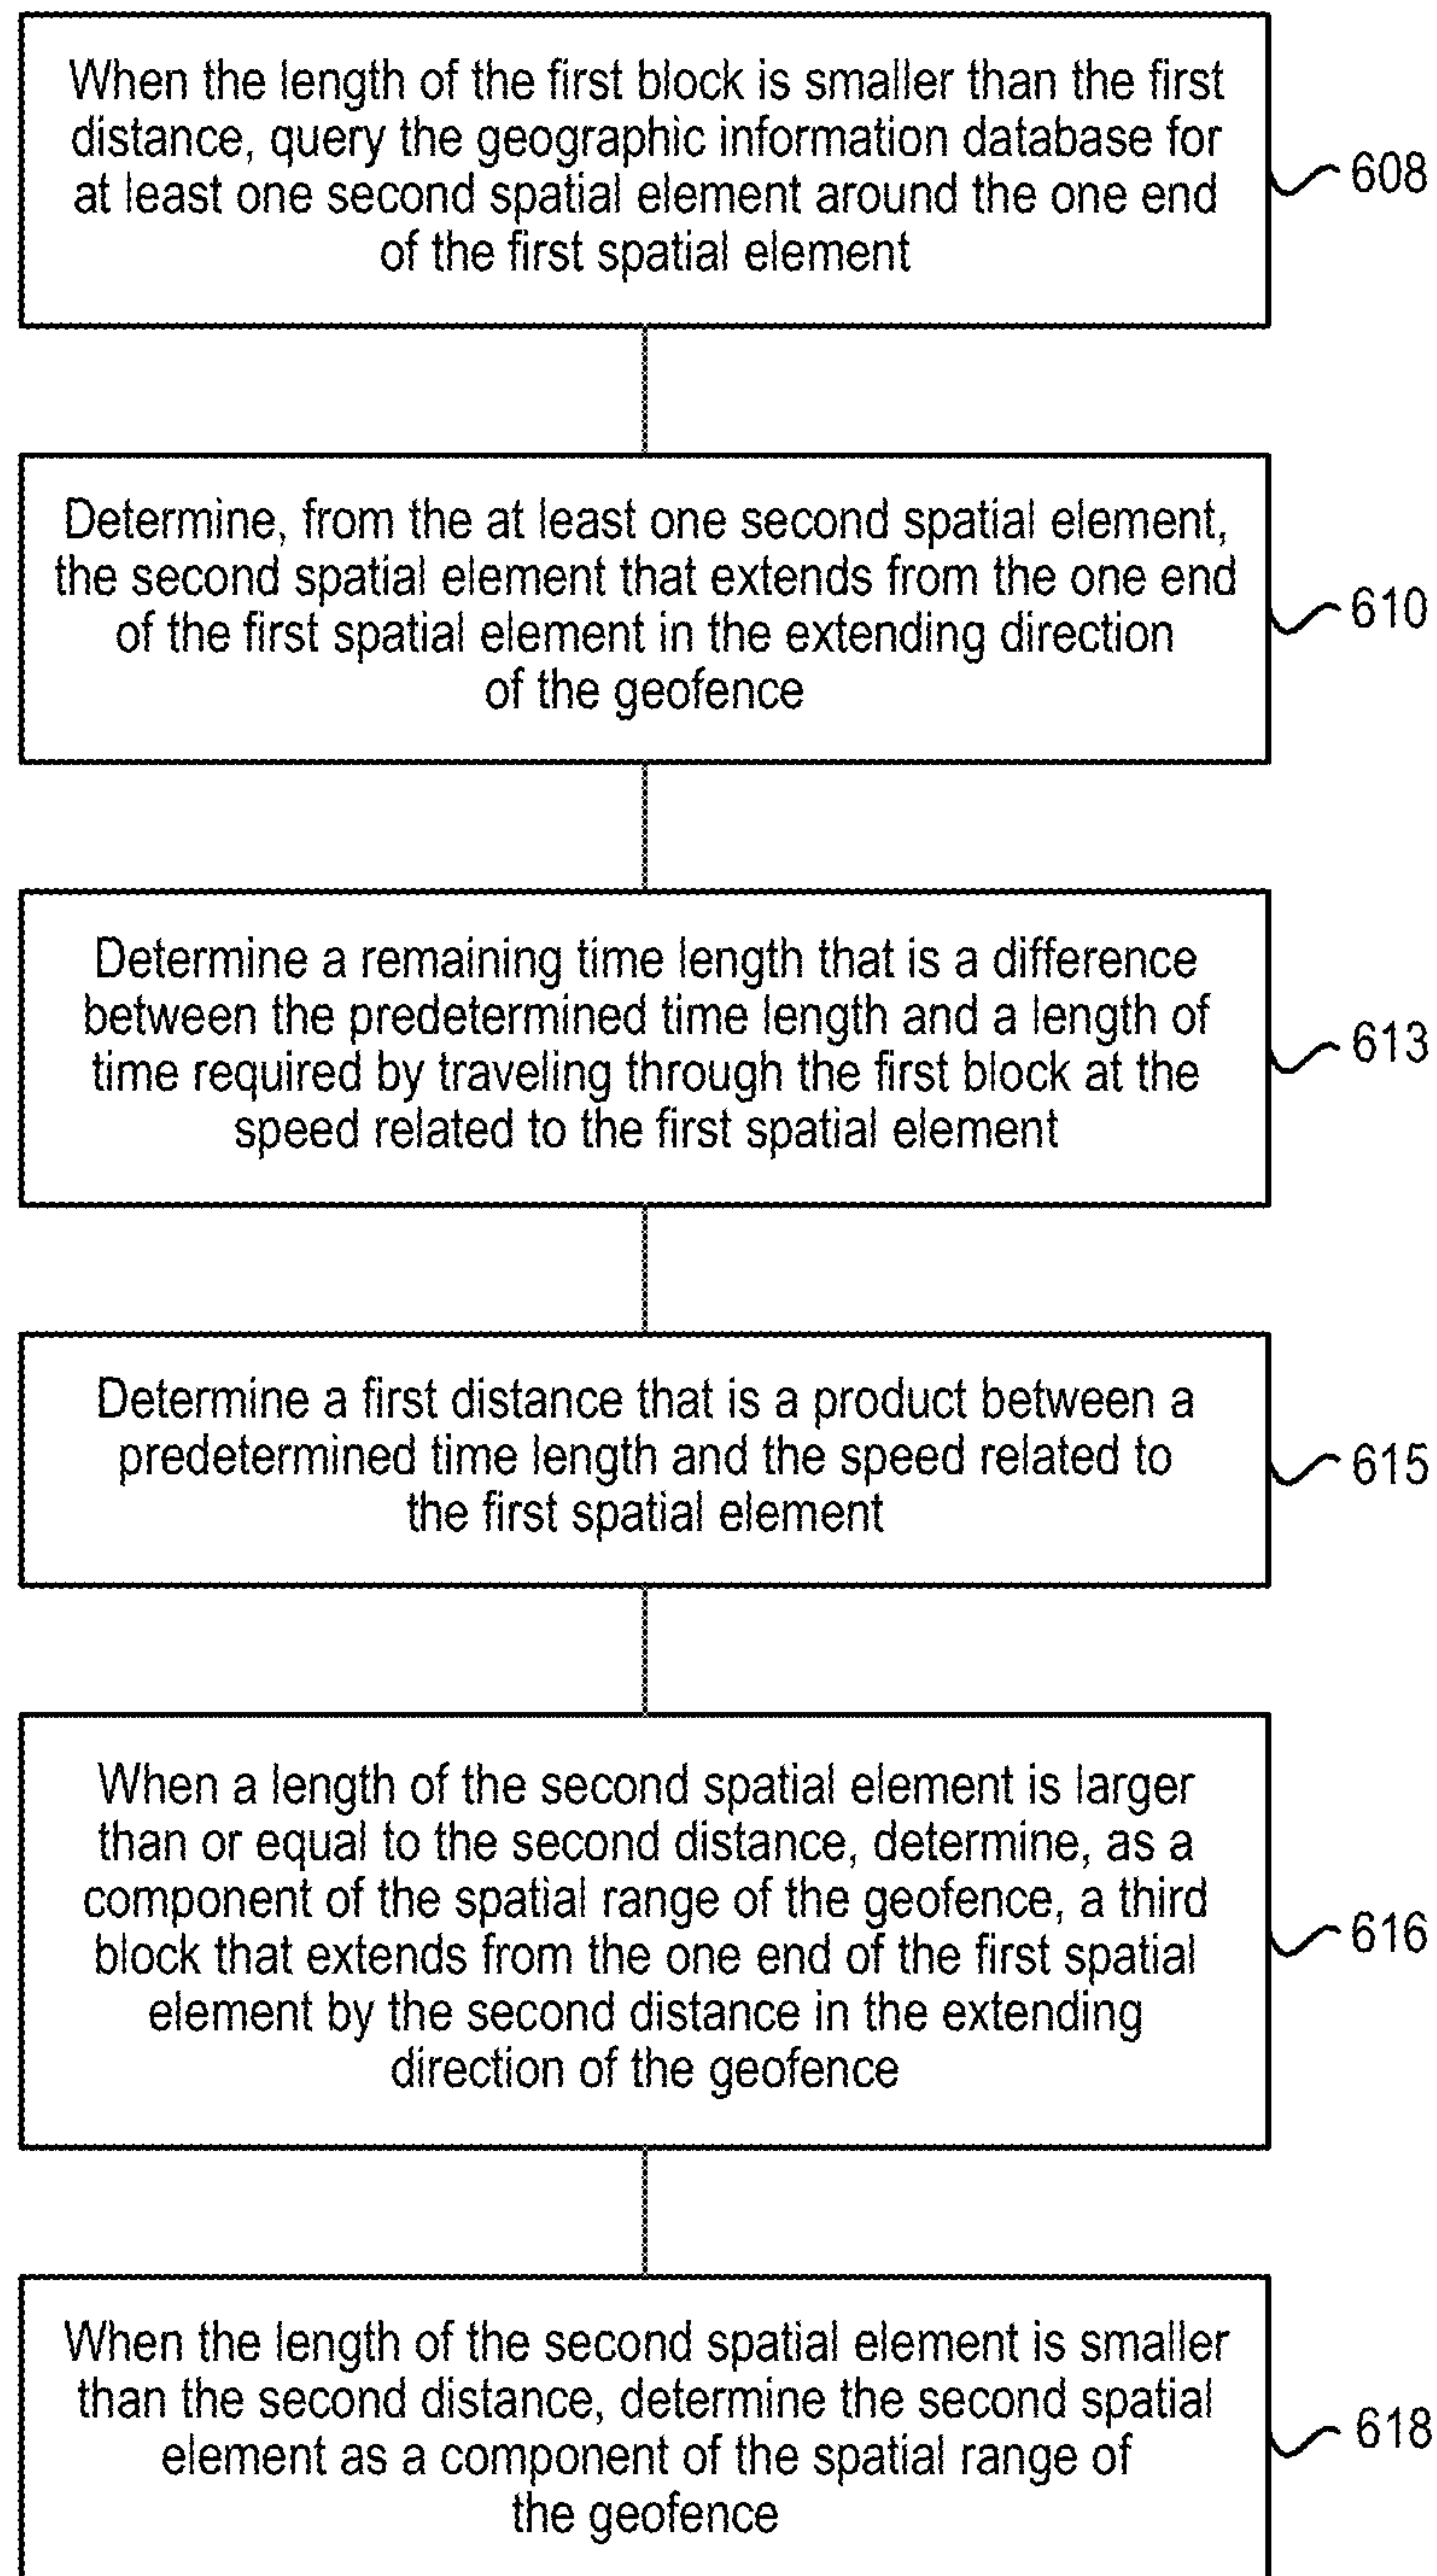 When the length of the first block is smaller than the first
distance, query the geographic information database for
at least one second spatial element around the one end
of the first spatial element
608
Determine, from the at least one second spatial element,
the second spatial element that extends from the one end
of the first spatial element in the extending direction
of the geofence
610
Determine a remaining time length that is a difference
between the predetermined time length and a length of
time required by traveling through the first block at the
speed related to the first spatial element
613
Determine a first distance that is a product between a
predetermined time length and the speed related to
the first spatial element
615
When a length of the second spatial element is larger
than or equal to the second distance, determine, as a
component of the spatial range of the geofence, a third
block that extends from the one end of the first spatial
element by the second distance in the extending
direction of the geofence
616
When the length of the second spatial element is smaller
than the second distance, determine the second spatial
element as a component of the spatial range of
the geofence
618